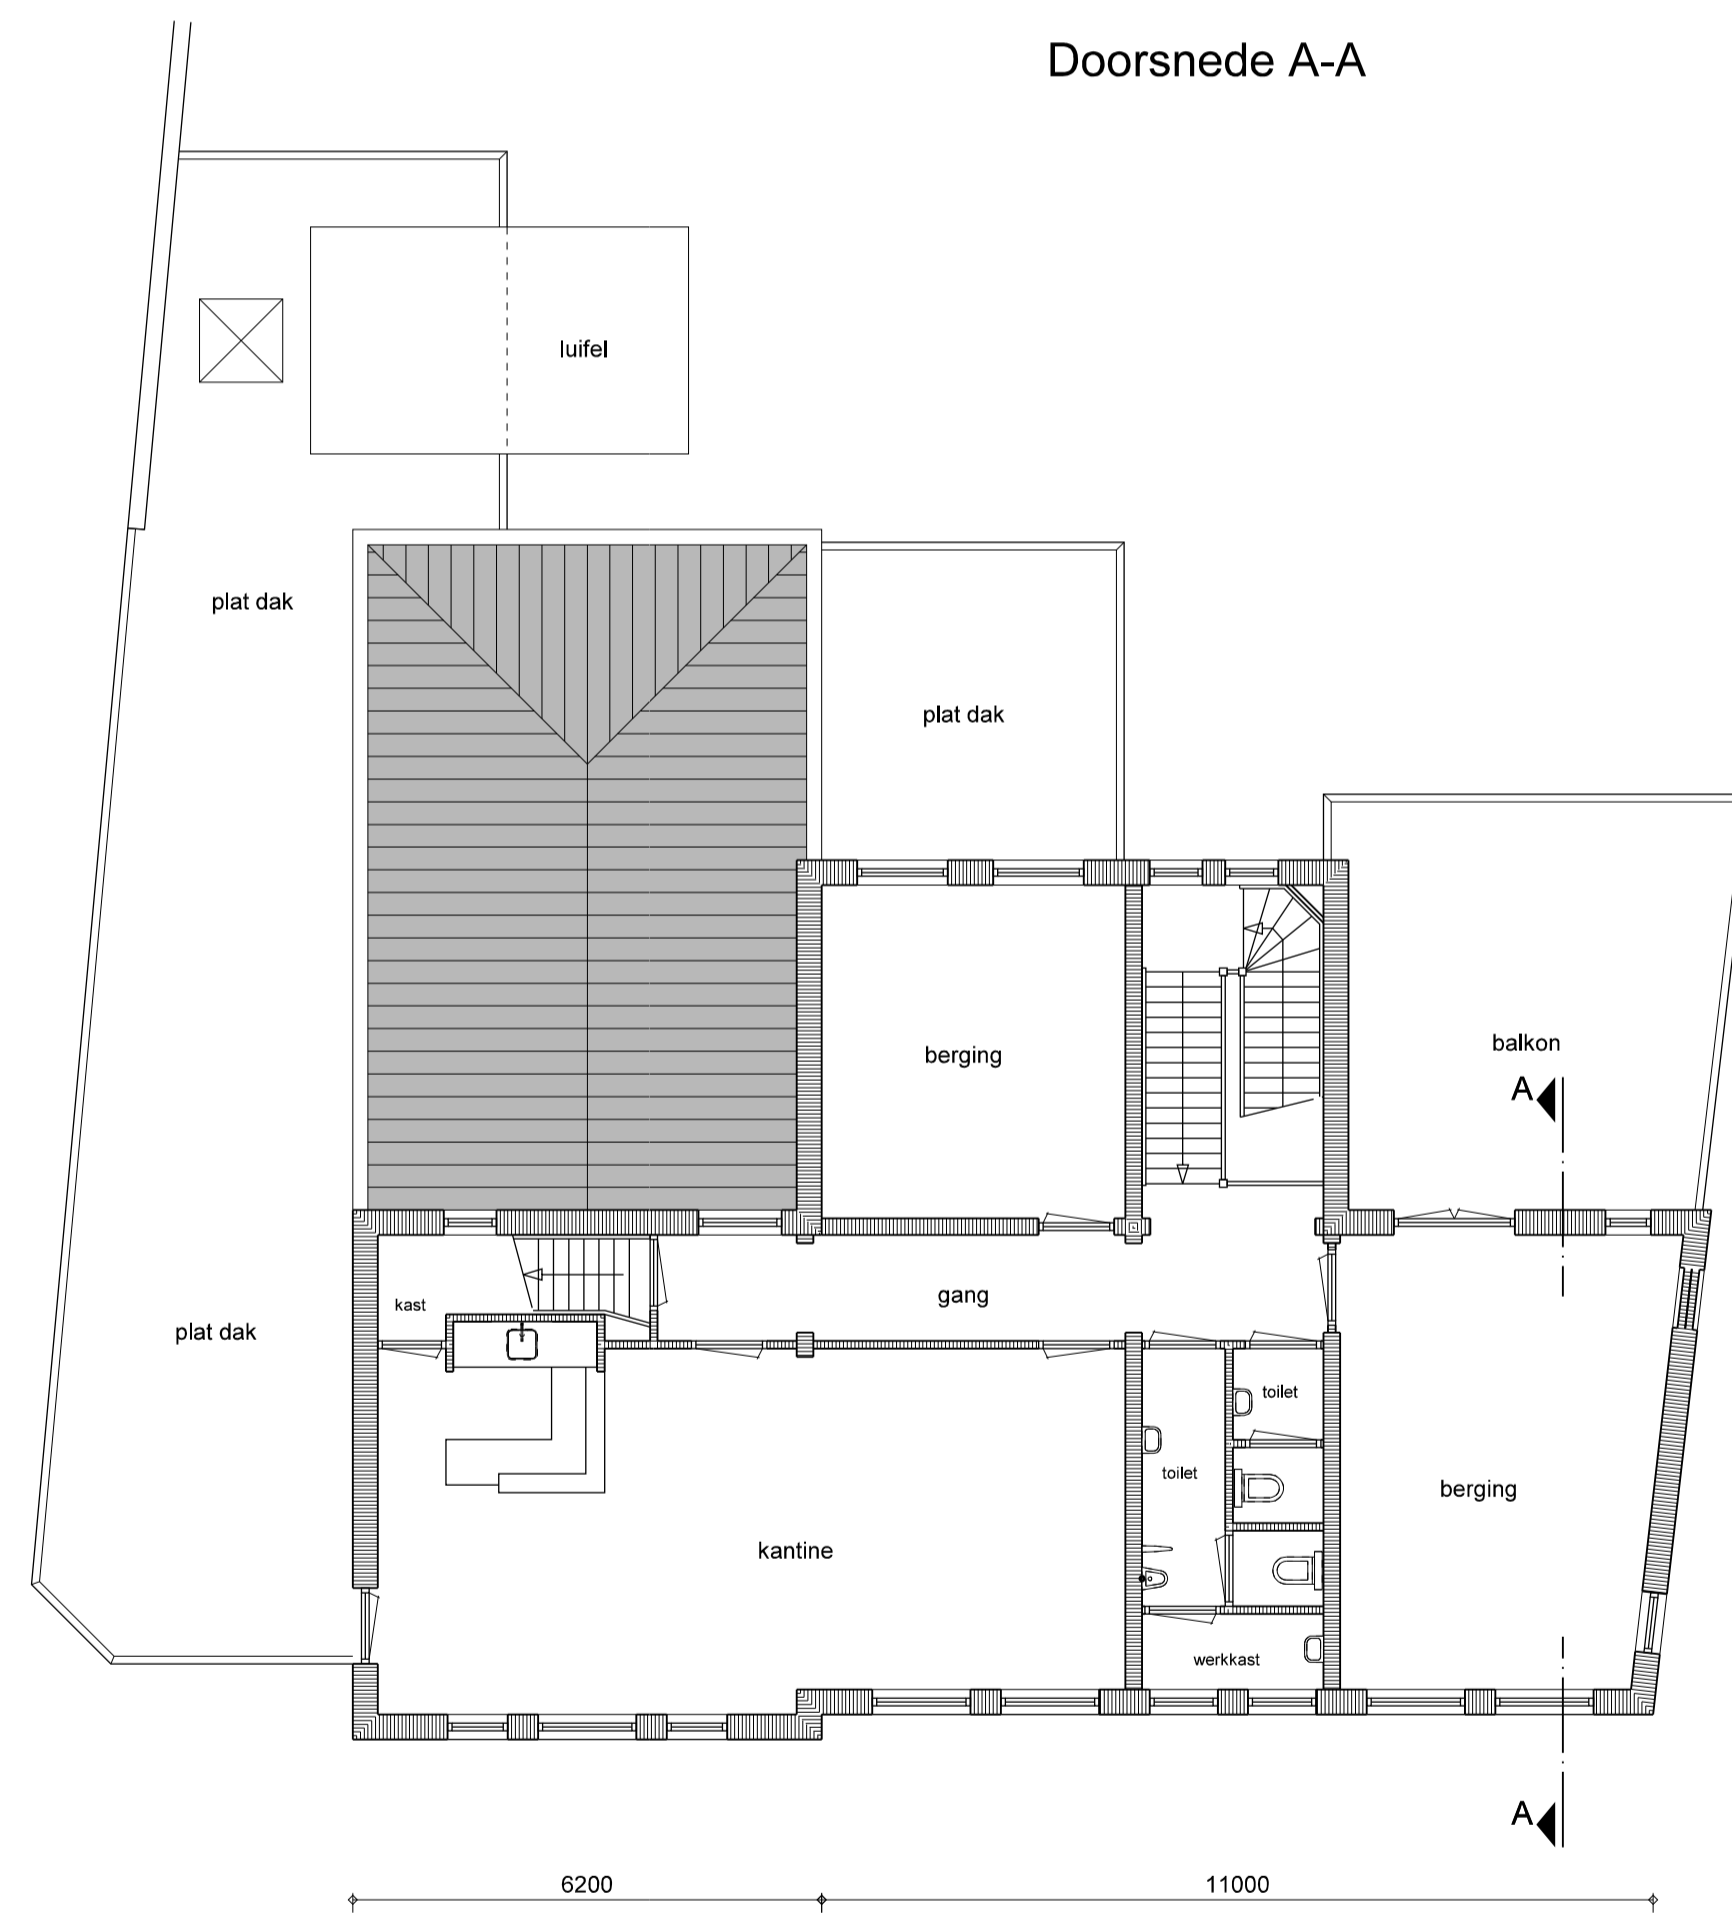 Doorsnede A-A
luifel
plat dak
plat dak
berging
balkon
A
gang
kast
plat dak
toilet
toilet
berging
kantine
werkkast
A
6200
11000